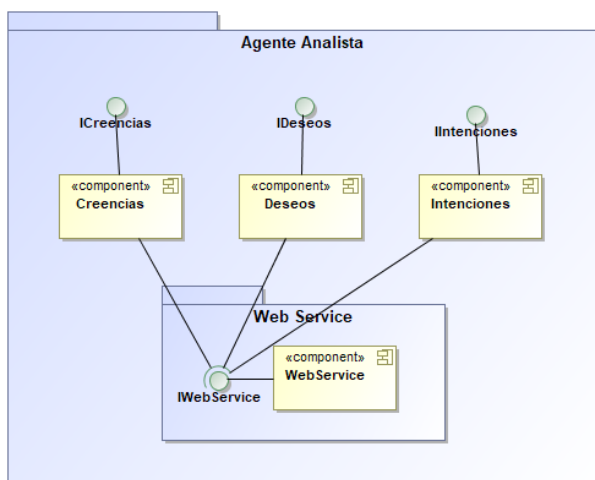 Agente Analista
ICreencias
IDeseos
IIntenciones
«component»
Creencias
«component»
Deseos
«component»
Intenciones
Web Service
«component»
WebService
IWebService